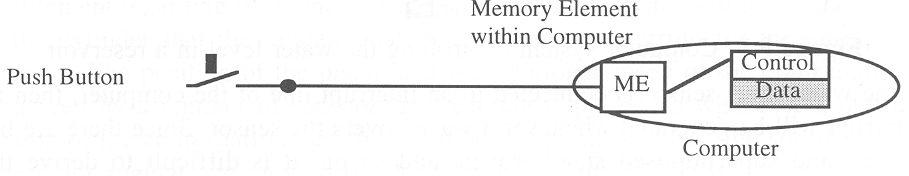 Memory Element
within Computer
Push Button
ME
Control
Data
Computer